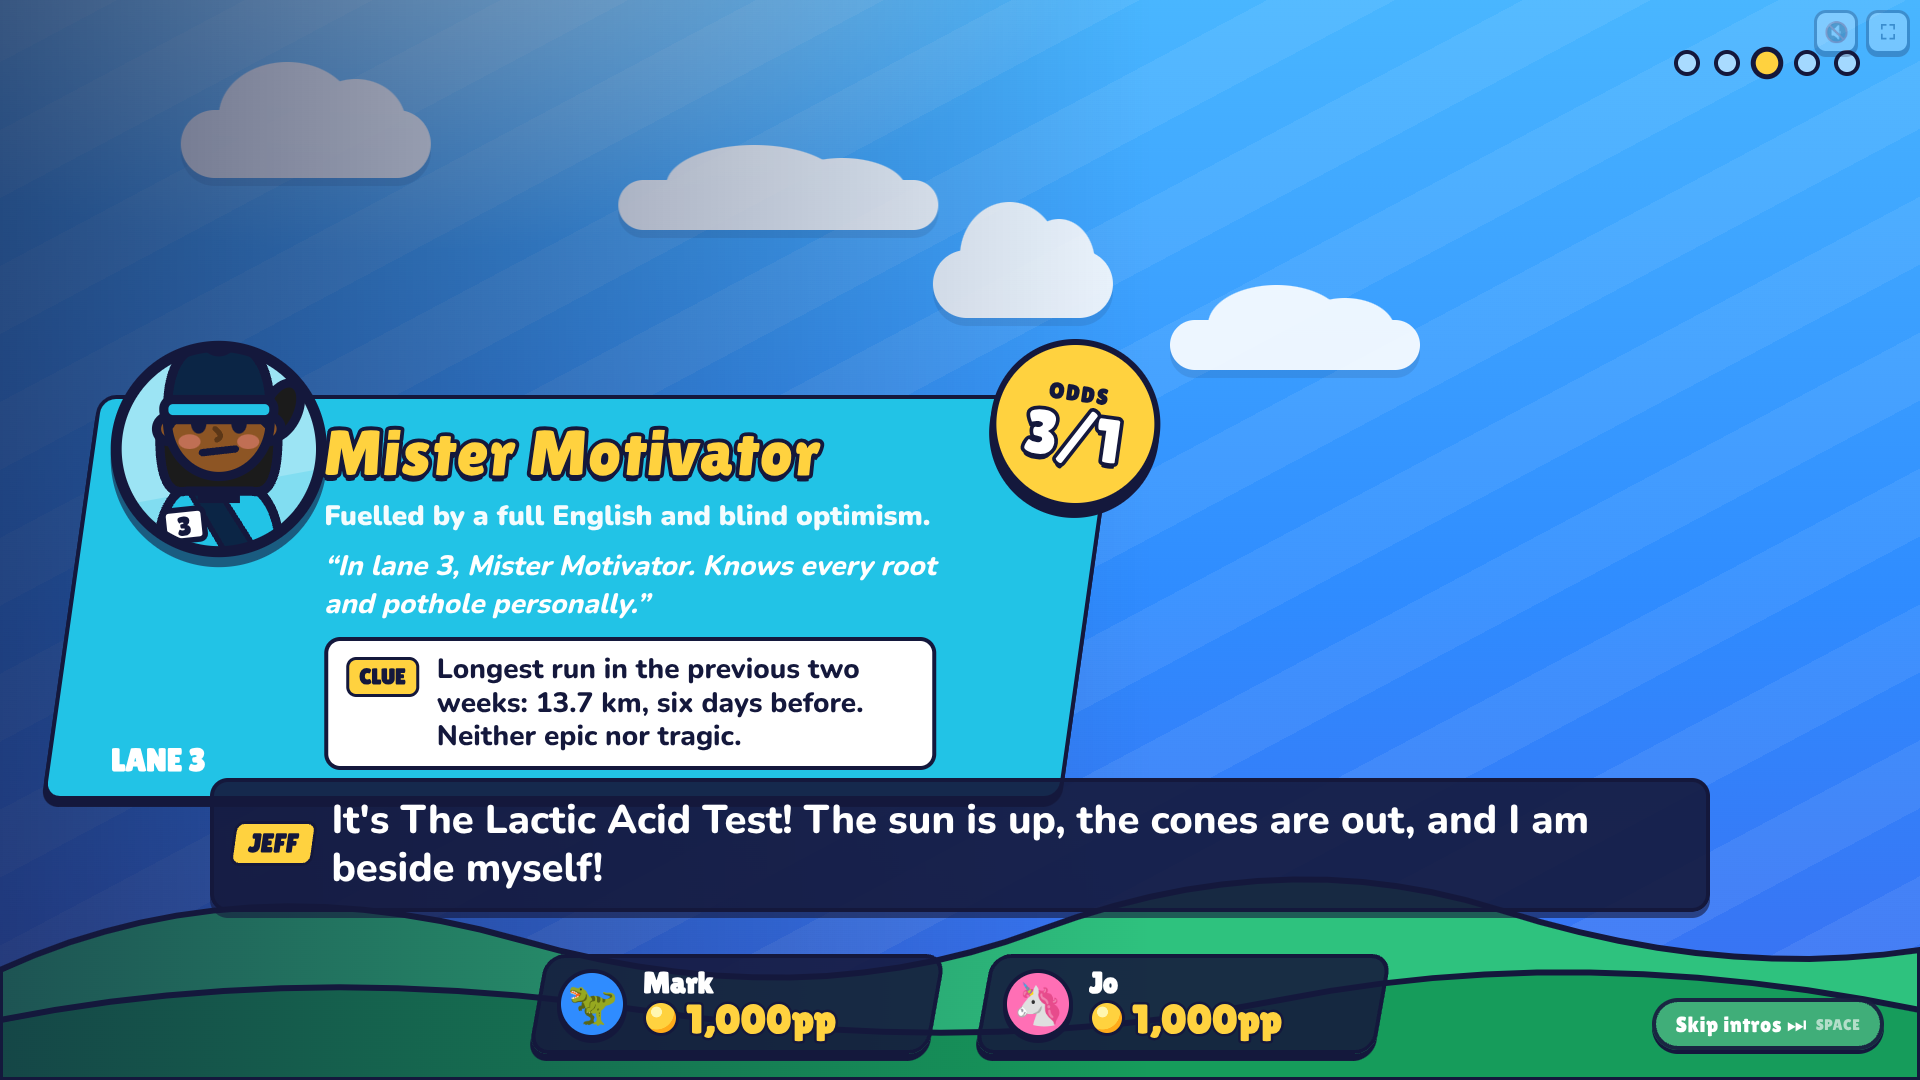 ODDS
3/1
Mister Motivator
Fuelled by a full English and blind optimism.
“In lane 3, Mister Motivator. Knows every root
and pothole personally.”
3
CLUE
Longest run in the previous two
weeks: 13.7 km, six days before.
Neither epic nor tragic.
LANE 3
JEFF
It's The Lactic Acid Test! The sun is up, the cones are out, and I am
beside myself!
Mark
1,000pp
Jo
1,000pp
Skip intros SPACE